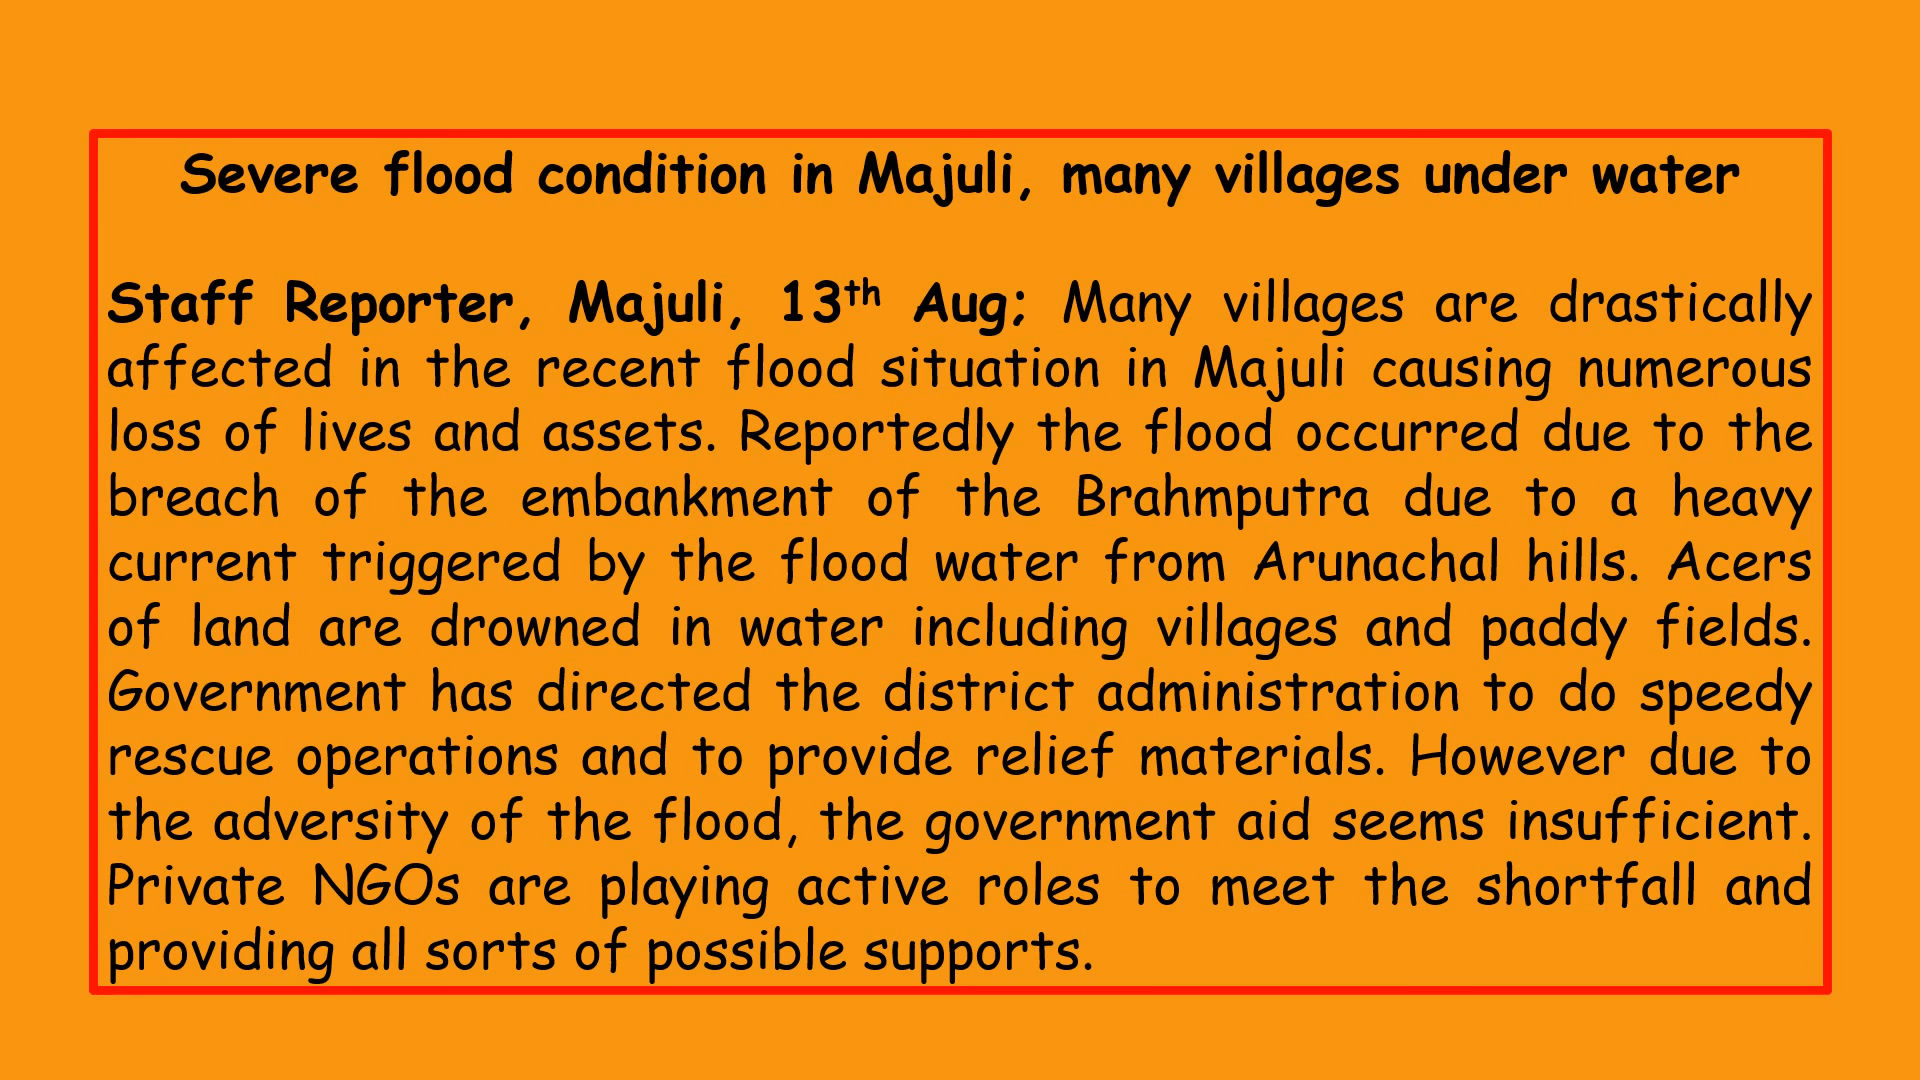 Severe flood condition in Majuli, many villages under water
Staff Reporter, Majuli, 13th Aug; Many villages are drastically
affected in the recent flood situation in Majuli causing numerous
loss of lives and assets. Reportedly the flood occurred due to the
breach of the embankment of the Brahmputra due to a heavy
current triggered by the flood water from Arunachal hills. Acers
of land are drowned in water including villages and paddy fields.
Government has directed the district administration to do speedy
rescue operations and to provide relief materials. However due to
the adversity of the flood, the government aid seems insufficient.
Private NGOs are playing active roles to meet the shortfall and
providing all sorts of possible supports.